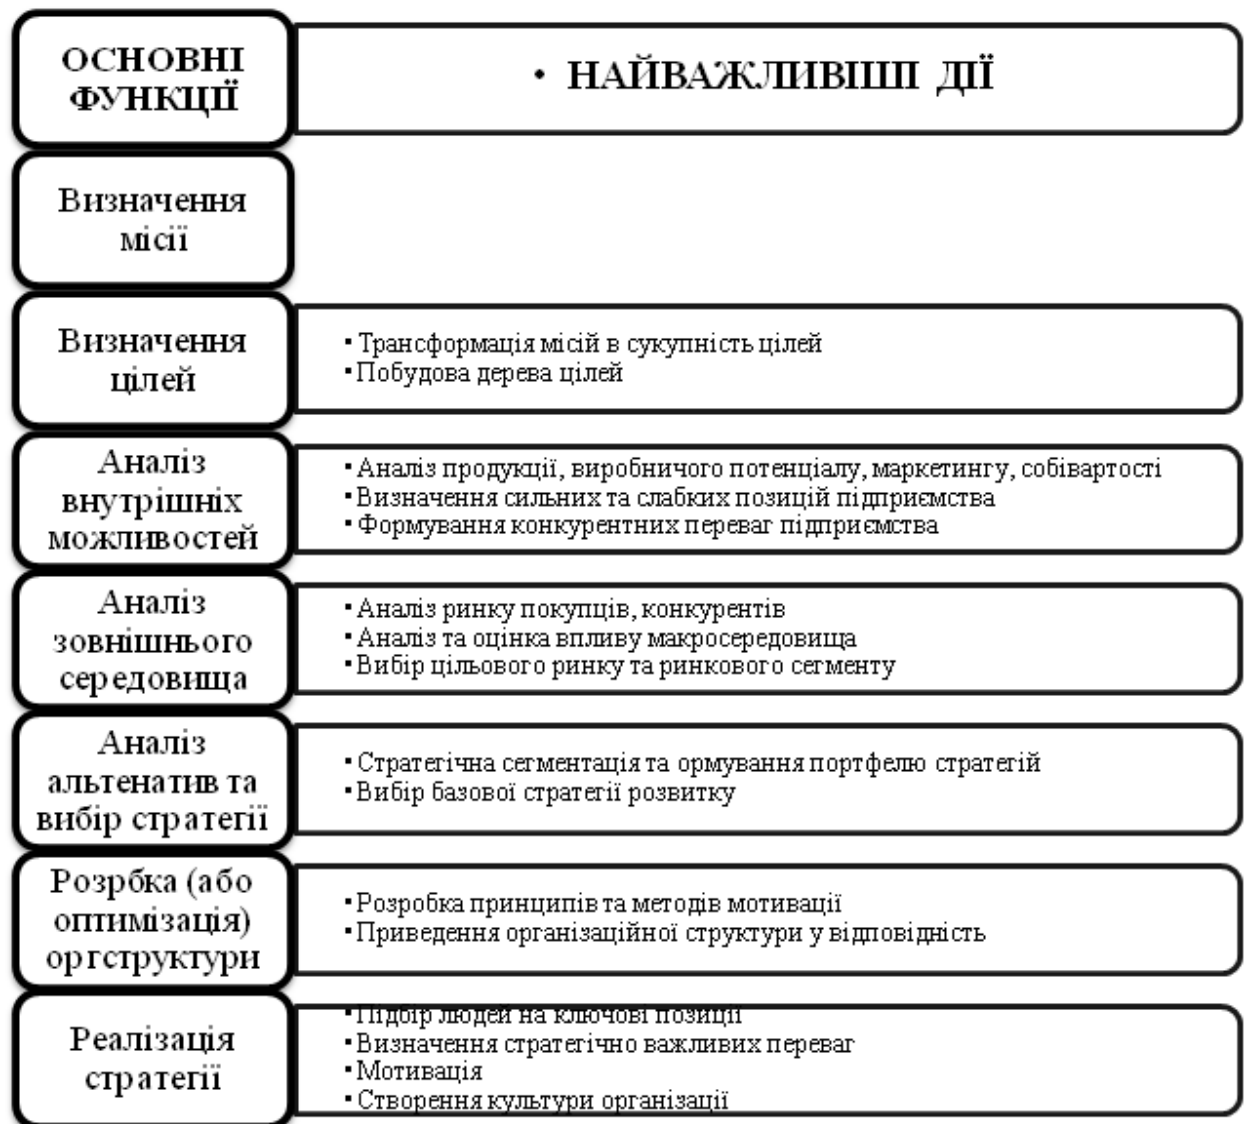 ОСНОВНІ
ФУНКЦІЇ
• НАЙВАЖЛИВІШІ ДІЇ
Визначення
місії
Визначення
цілей
• Трансформація місій в сукупність цілей
• Побудова дерева цілей
Аналіз
внутрішніх
можливостей
• Аналіз продукції, виробничого потенціалу, маркетингу, собівартості
• Визначення сильних та слабких позицій підприємства
• Формування конкурентних переваг підприємства
Аналіз
зовнішнього
середовища
• Аналіз ринку покупців, конкурентів
• Аналіз та оцінка впливу макросередовища
• Вибір цільового ринку та ринкового сегменту
Аналіз
альтенатив та
вибір стратегії
• Стратегічна сегментація та ормування портфелю стратегій
• Вибір базової стратегії розвитку
Розрбка (або
оптимізація)
оргструктури
• Розробка принципів та методів мотивації
• Приведення організаційної структури у відповідність
Реалізація
стратегії
• Підбір людей на ключові позиції
• Визначення стратегічно важливих переваг
• Мотивація
• Створення культури організації